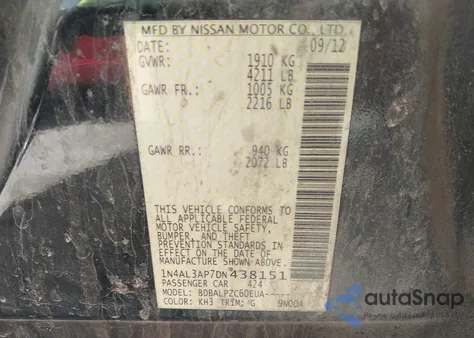 MFD BY NISSAN MOTOR CO., LTD.
DATE: 09/12
GVWR: 1910 KG
4211 LB
GAWR FR: 1005 KG
2216 LB
GAWR RR: 940 KG
2072 LB
THIS VEHICLE CONFORMS TO
ALL APPLICABLE FEDERAL
MOTOR VEHICLE SAFETY,
BUMPER, AND THEFT
PREVENTION STANDARDS IN
EFFECT ON THE DATE OF
MANUFACTURE SHOWN ABOVE.
1N4AL3AP7DN438151
PASSENGER CAR 424
MODEL: BDBALPZC60EUA-----
COLOR: KH3 TRIM: G 9N00A
autoSnap